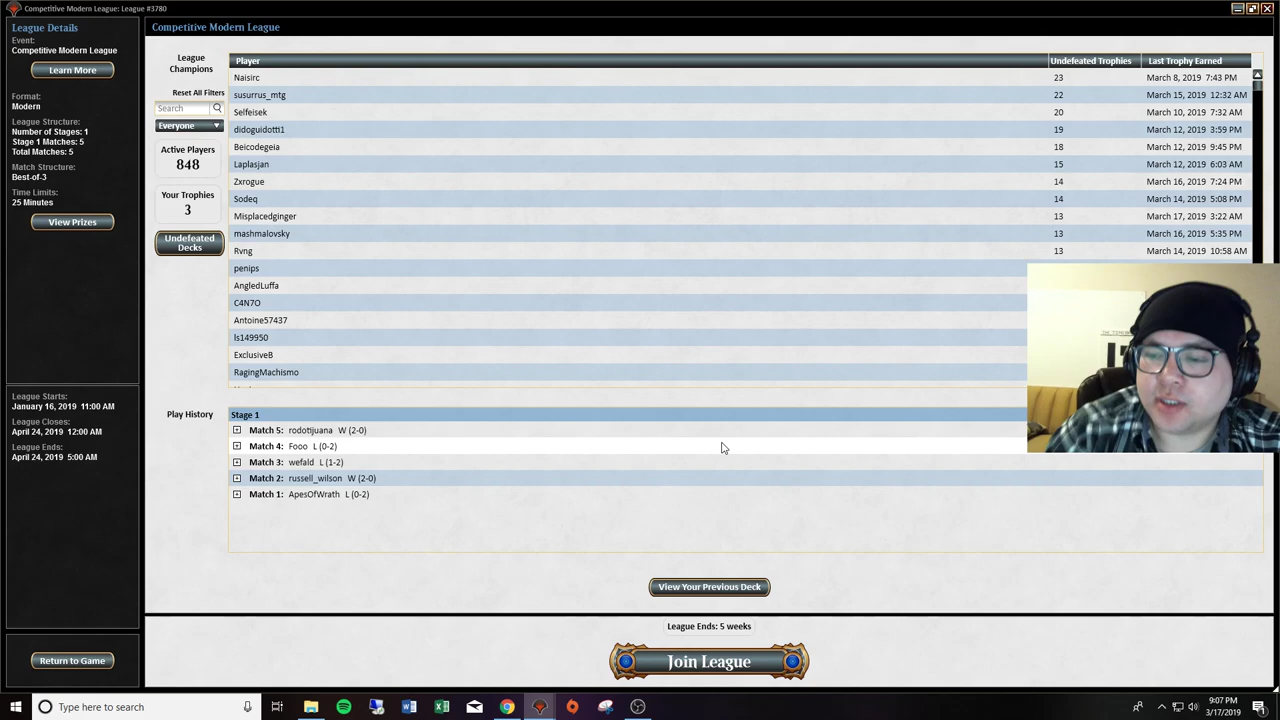 Competitive Modern League: League #3780
League Details
Event:
Competitive Modern League
Learn More
Format:
Modern
League Structure:
Number of Stages: 1
Stage 1 Matches: 5
Total Matches: 5
Match Structure:
Best-of-3
Time Limits:
25 Minutes
View Prizes
League Starts:
January 16, 2019 11:00 AM
League Closes:
April 24, 2019 12:00 AM
League Ends:
April 24, 2019 5:00 AM
Return to Game
Competitive Modern League
League
Champions
Reset All Filters
Search
Everyone
Active Players
848
Your Trophies
3
Undefeated
Decks
Player Undefeated Trophies Last Trophy Earned
Naisirc 23 March 8, 2019 7:43 PM
susurrus_mtg 22 March 15, 2019 12:32 AM
Selfeisek 20 March 10, 2019 7:32 AM
didoguidotti1 19 March 12, 2019 3:59 PM
Beicodegeia 18 March 12, 2019 9:45 PM
Laplasjan 15 March 12, 2019 6:03 AM
Zxrogue 14 March 16, 2019 7:24 PM
Sodeq 14 March 14, 2019 5:08 PM
Misplacedginger 13 March 17, 2019 3:22 AM
mashmalovsky 13 March 16, 2019 5:35 PM
Rvng 13 March 14, 2019 10:58 AM
penips
AngledLuffa
C4N7O
Antoine57437
ls149950
ExclusiveB
RagingMachismo
Play History
Stage 1
Match 5: rodotijuana W (2-0)
Match 4: Fooo L (0-2)
Match 3: wefald L (1-2)
Match 2: russell_wilson W (2-0)
Match 1: ApesOfWrath L (0-2)
View Your Previous Deck
League Ends: 5 weeks
Join League
Type here to search
9:07 PM
3/17/2019